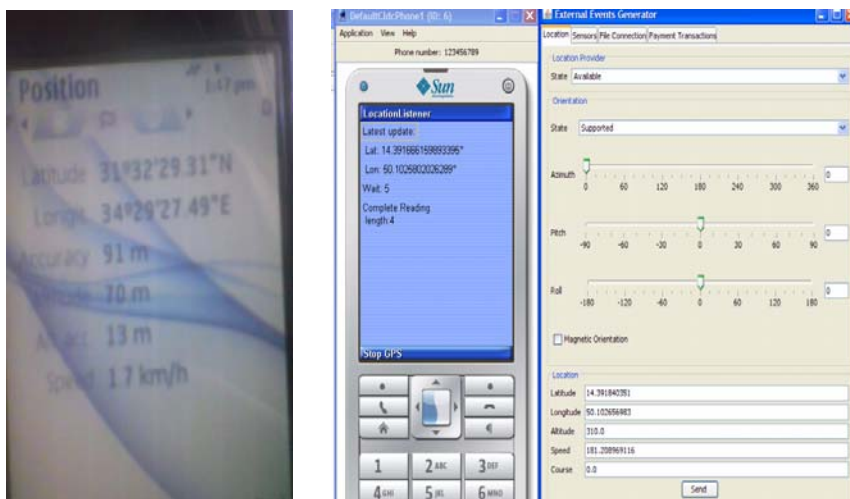 Position
1:47 pm
Latitude 31°32'29.31"N
Longit. 34°29'27.49"E
Accuracy 91 m
70 m
13 m
Speed 17 km/h
DefaultCldcPhone1 (ID: 6)
Application View Help
Phone number: 123456789
Sun
LocationListener
Latest update:
Lat: 14.391666159893395°
Lon: 50.1025802026289°
Wait: 5
Complete Reading
length:4
Stop GPS
1
2 ABC
3 DEF
4 GHI
5 JKL
6 MNO
External Events Generator
Location Sensors File Connection Payment Transactions
Location Provider
State Available
Orientation
State Supported
Azimuth 0
0 60 120 180 240 300 360
Pitch 0
-90 -60 -30 0 30 60 90
Roll 0
-180 -120 -60 0 60 120 180
Magnetic Orientation
Location
Latitude 14.391840351
Longitude 50.102656983
Altitude 310.0
Speed 181.208969116
Course 0.0
Send